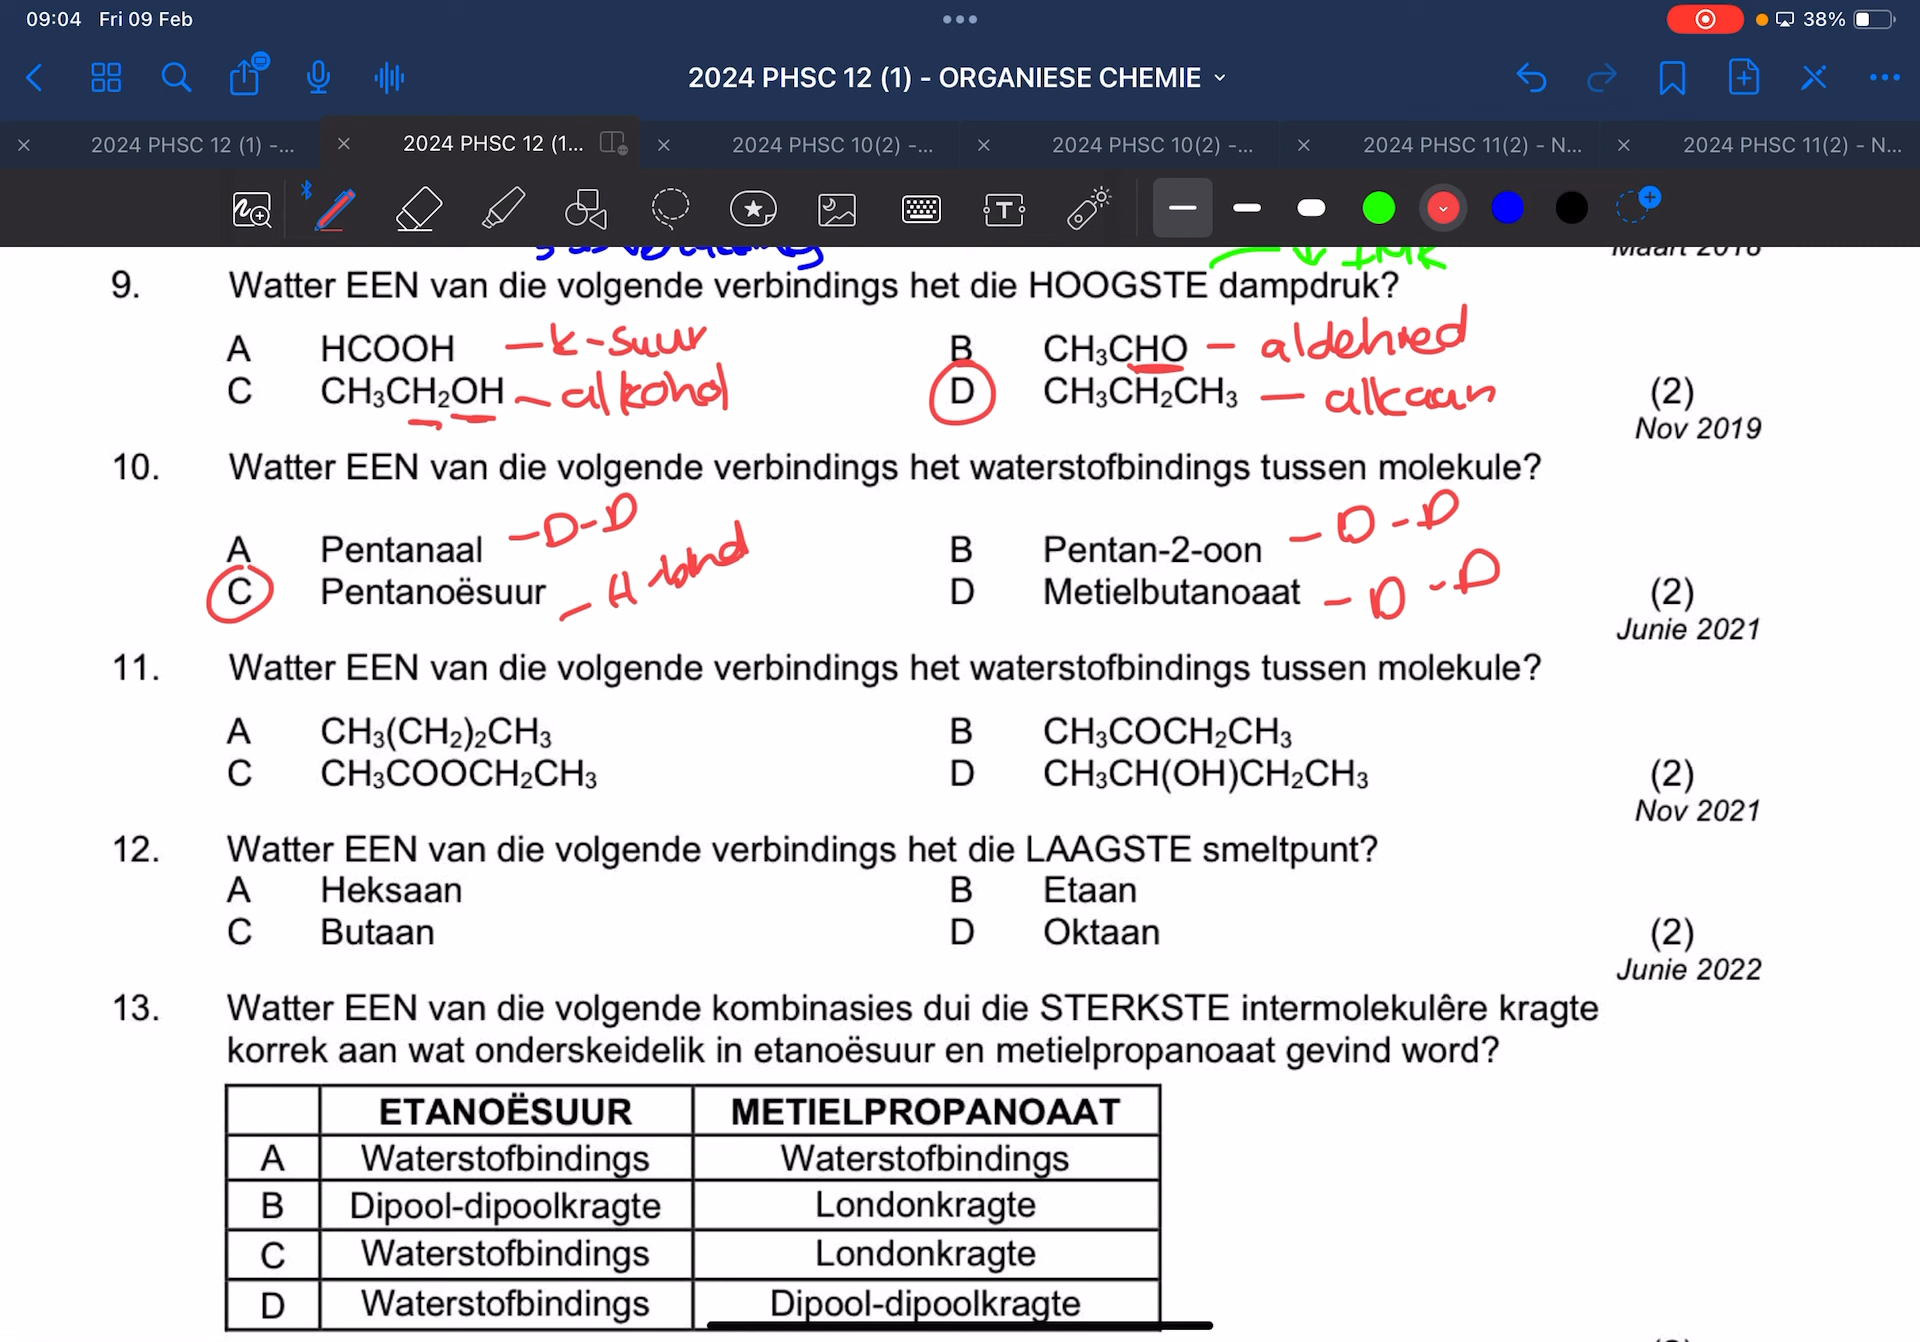 09:04 Fri 09 Feb
38%
2024 PHSC 12 (1) - ORGANIESE CHEMIE
2024 PHSC 12 (1) -...
2024 PHSC 12 (1...
2024 PHSC 10(2) -...
2024 PHSC 10(2) -...
2024 PHSC 11(2) - N...
2024 PHSC 11(2) - N...
↓ IMK
Maart 2018
9. Watter EEN van die volgende verbindings het die HOOGSTE dampdruk?
A HCOOH – k-suur B CH₃CHO – aldehied
C CH₃CH₂OH – alkohol D CH₃CH₂CH₃ – alkaan (2)
Nov 2019
10. Watter EEN van die volgende verbindings het waterstofbindings tussen molekule?
A Pentanaal – D-D B Pentan-2-oon – D-D
C Pentanoësuur – H-bind D Metielbutanoaat – D-D (2)
Junie 2021
11. Watter EEN van die volgende verbindings het waterstofbindings tussen molekule?
A CH₃(CH₂)₂CH₃ B CH₃COCH₂CH₃
C CH₃COOCH₂CH₃ D CH₃CH(OH)CH₂CH₃ (2)
Nov 2021
12. Watter EEN van die volgende verbindings het die LAAGSTE smeltpunt?
A Heksaan B Etaan
C Butaan D Oktaan (2)
Junie 2022
13. Watter EEN van die volgende kombinasies dui die STERKSTE intermolekulêre kragte
korrek aan wat onderskeidelik in etanoësuur en metielpropanoaat gevind word?
ETANOËSUUR METIELPROPANOAAT
A Waterstofbindings Waterstofbindings
B Dipool-dipoolkragte Londonkragte
C Waterstofbindings Londonkragte
D Waterstofbindings Dipool-dipoolkragte